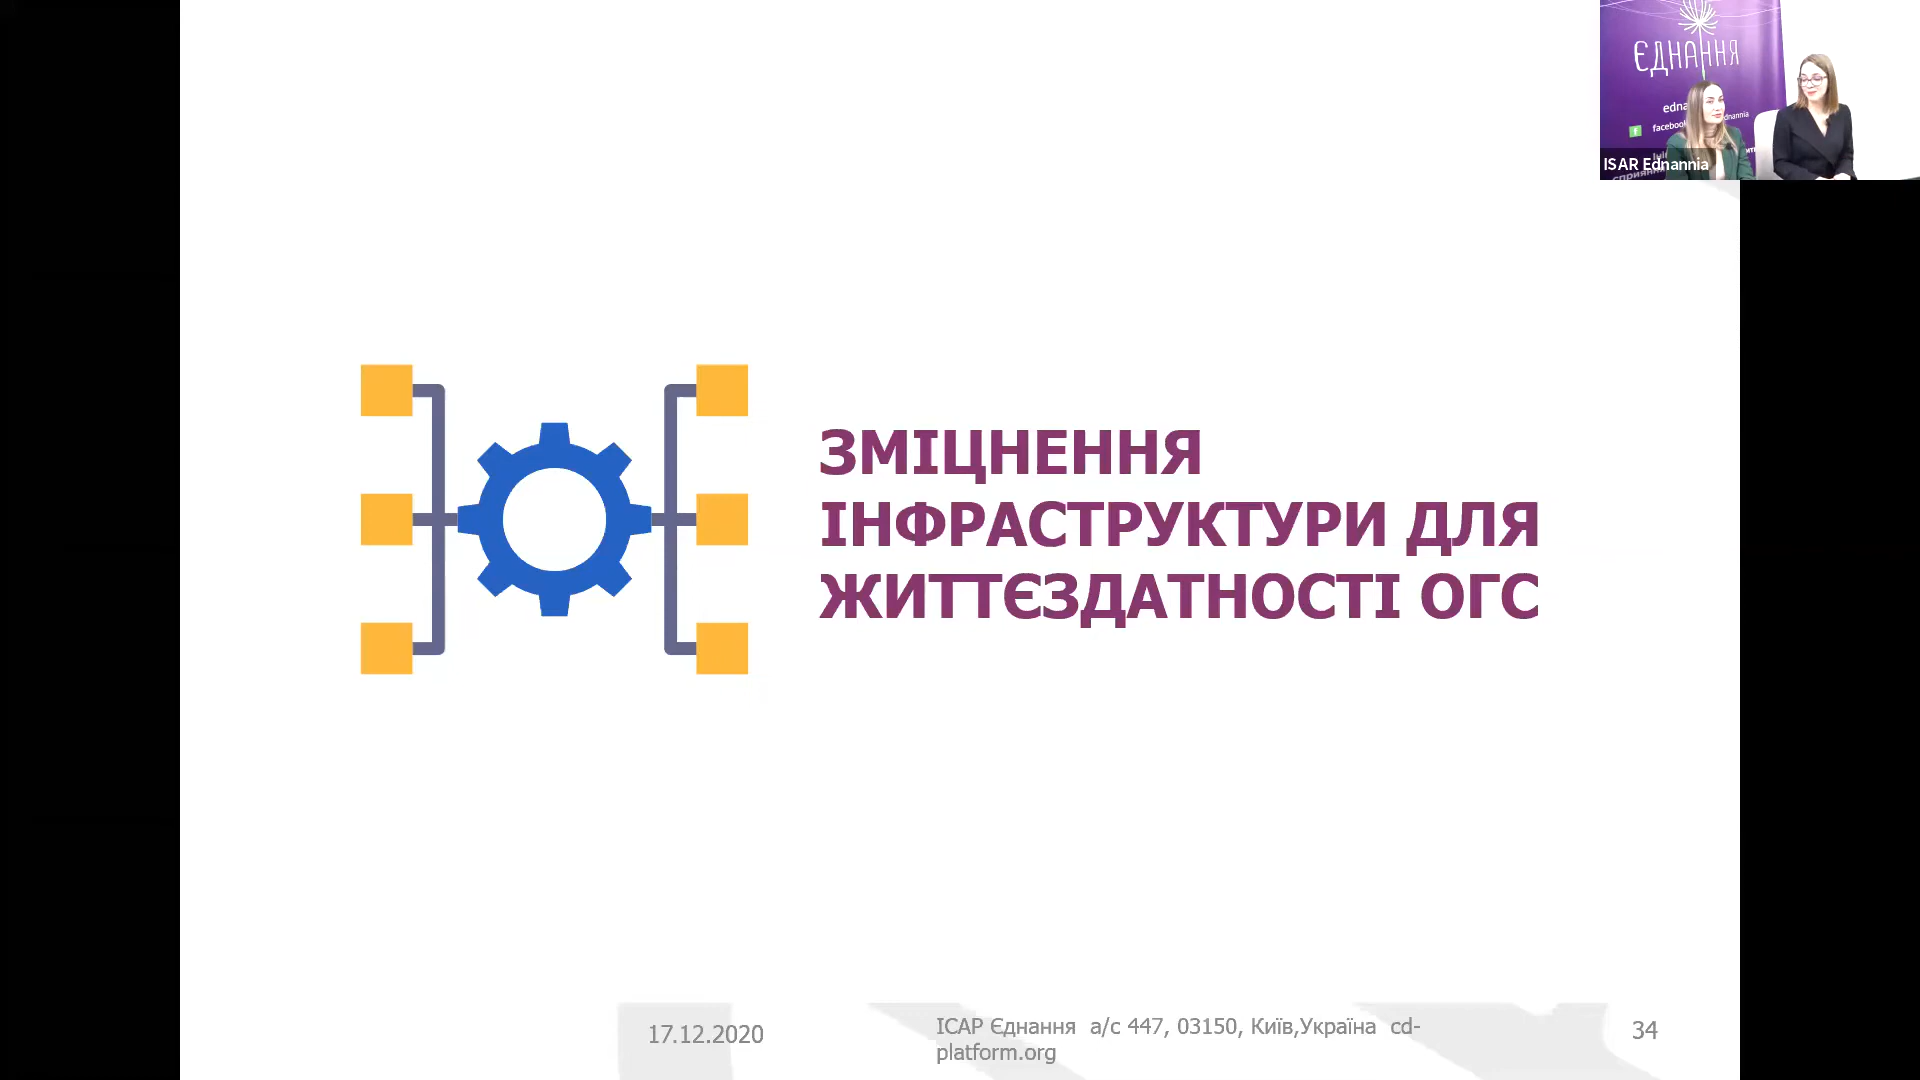 ЄДНАННЯ
ISAR Ednannia
ЗМІЦНЕННЯ
ІНФРАСТРУКТУРИ ДЛЯ
ЖИТТЄЗДАТНОСТІ ОГС
17.12.2020
ІСАР Єднання а/с 447, 03150, Київ,Україна cd-
platform.org
34